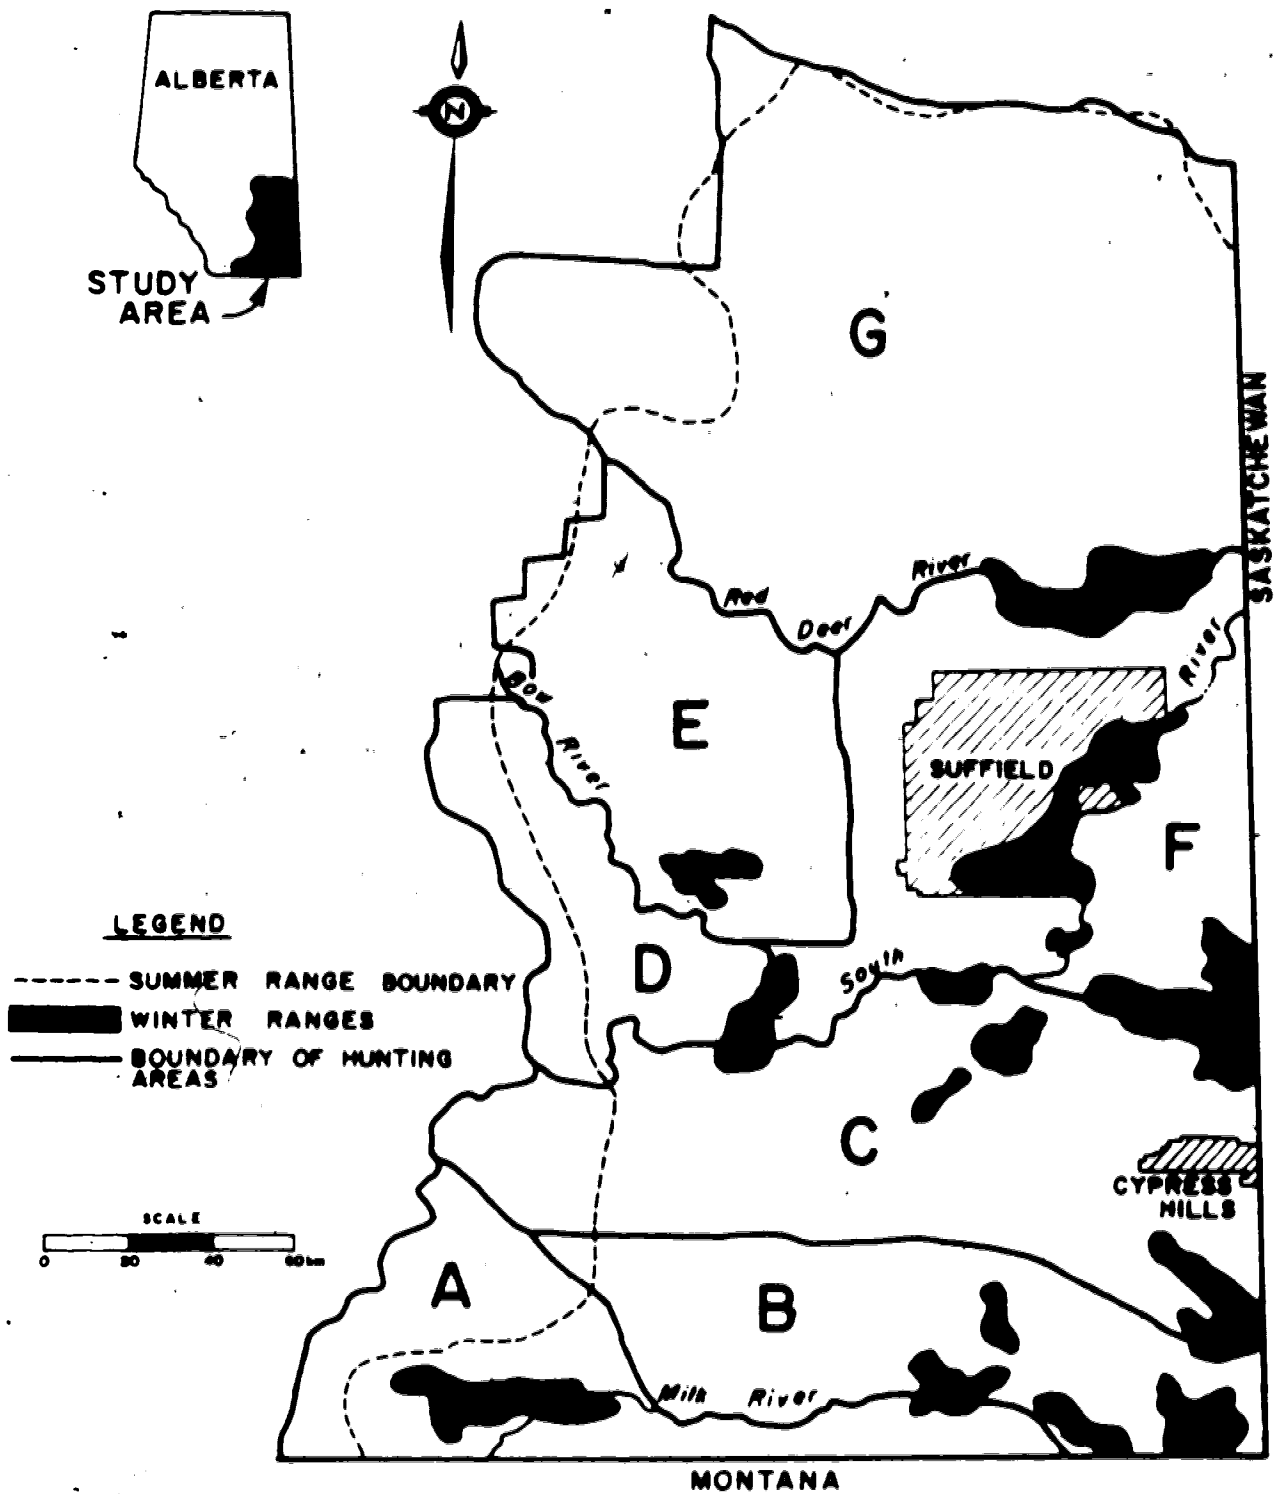 ALBERTA
N
STUDY
AREA
G
SASKATCHEWAN
Red
Deer
River
River
Bow
River
E
SUFFIELD
F
LEGEND
SUMMER RANGE BOUNDARY
WINTER RANGES
BOUNDARY OF HUNTING
AREAS
D
South
C
CYPRESS
HILLS
SCALE
0 20 40 60 km
A
B
Milk River
MONTANA